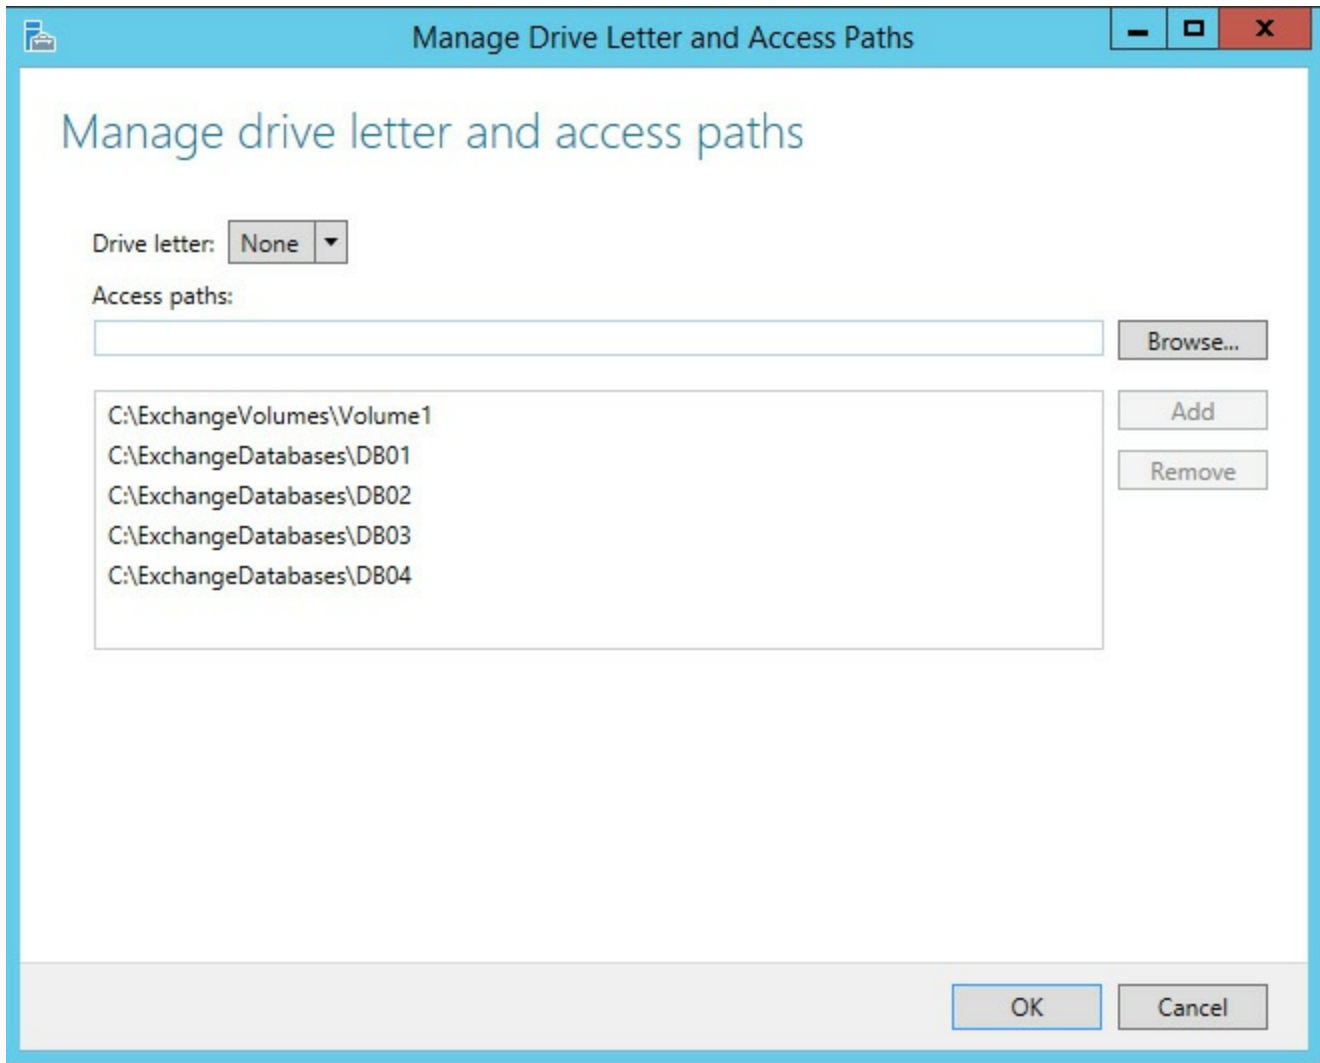 Manage Drive Letter and Access Paths
Manage drive letter and access paths
Drive letter: None
Access paths:
Browse...
C:\ExchangeVolumes\Volume1
C:\ExchangeDatabases\DB01
C:\ExchangeDatabases\DB02
C:\ExchangeDatabases\DB03
C:\ExchangeDatabases\DB04
Add
Remove
OK Cancel